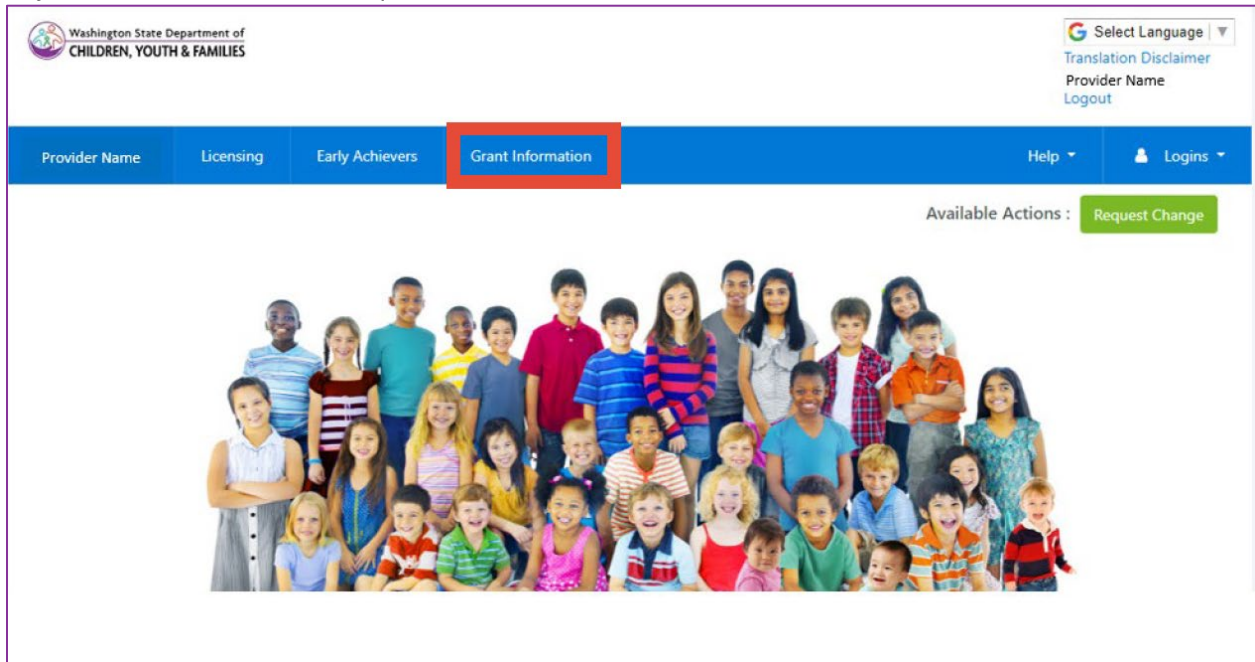 Washington State Department of
CHILDREN, YOUTH & FAMILIES
G Select Language ▼
Translation Disclaimer
Provider Name
Logout
Provider Name Licensing Early Achievers Grant Information Help Logins
Available Actions : Request Change